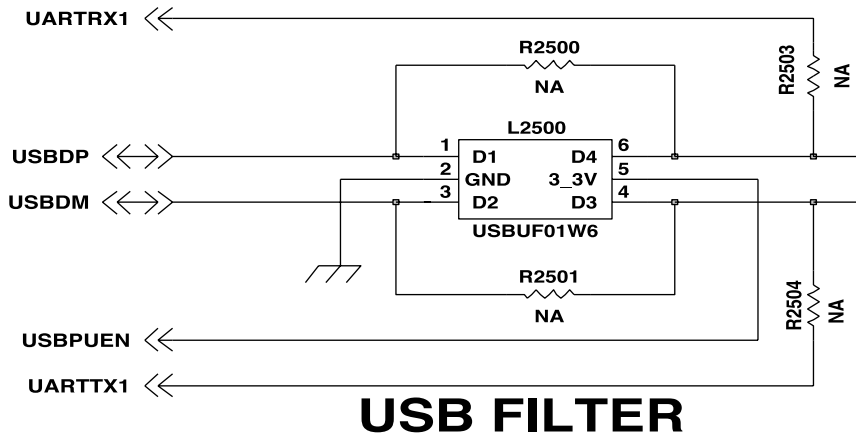 UARTRX1
R2500
NA
R2503
NA
L2500
USBDP
1 D1 D4 6
2 GND 3_3V 5
USBDM
3 D2 D3 4
USBUF01W6
R2501
NA
R2504
NA
USBPUEN
UARTTX1
USB FILTER